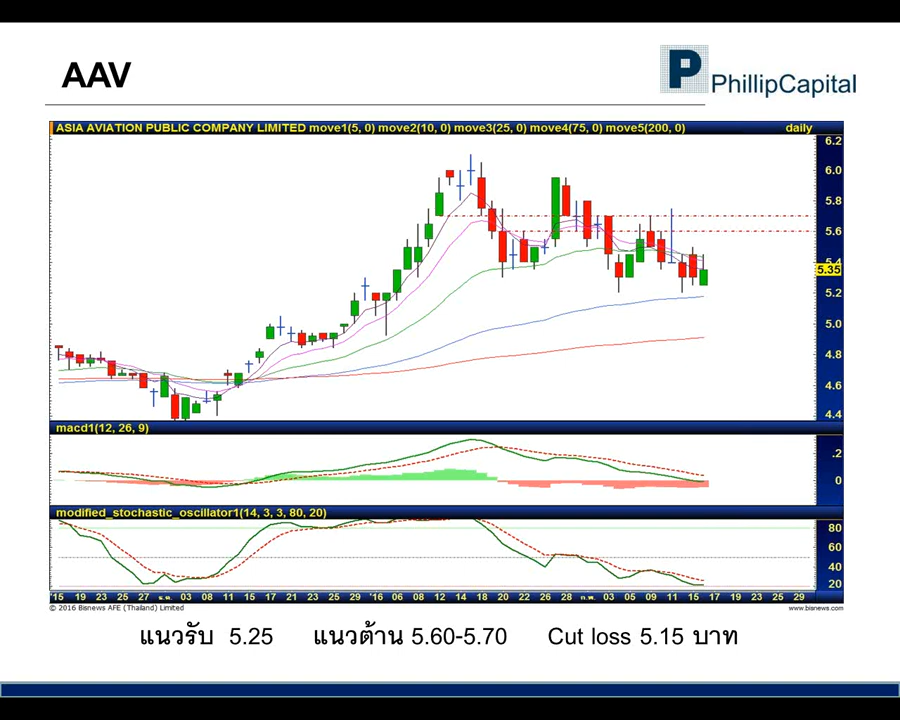 AAV
P PhillipCapital
ASIA AVIATION PUBLIC COMPANY LIMITED move1(5, 0) move2(10, 0) move3(25, 0) move4(75, 0) move5(200, 0) daily
6.2
6.0
5.8
5.6
5.4
5.35
5.2
5.0
4.8
4.6
4.4
macd1(12, 26, 9)
.2
0
modified_stochastic_oscillator1(14, 3, 3, 80, 20)
80
60
40
20
'15 19 23 25 27 ธ.ค. 03 08 11 15 17 21 23 25 29 '16 06 08 12 14 18 20 22 26 28 ก.พ. 03 05 09 11 15 17 19 23 25 29
© 2016 Bisnews AFE (Thailand) Limited www.bisnews.com
แนวรับ 5.25 แนวต้าน 5.60-5.70 Cut loss 5.15 บาท